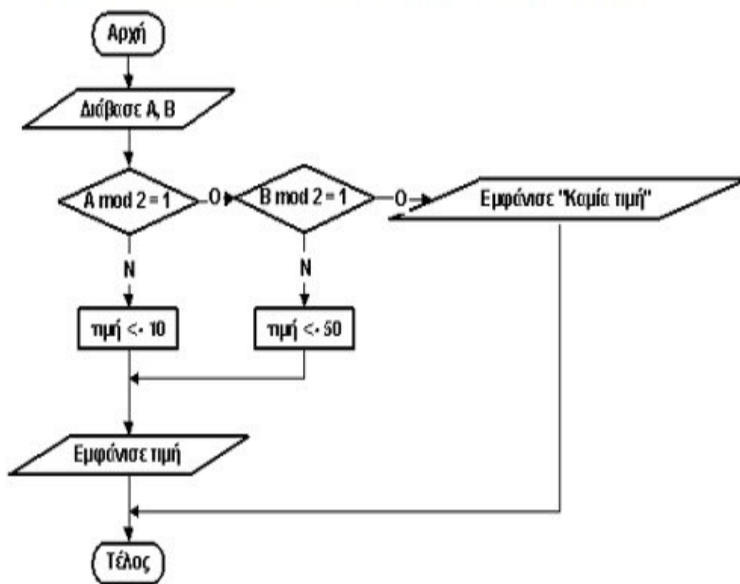 Αρχή
Διάβασε A, B
A mod 2 = 1
Ο
B mod 2 = 1
Ο
Εμφάνισε "Καμία τιμή"
Ν
Ν
τιμή <- 10
τιμή <- 50
Εμφάνισε τιμή
Τέλος